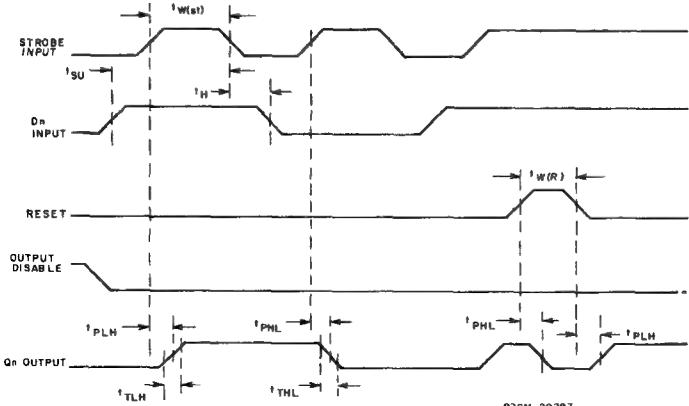 tW(st)
STROBE
INPUT
tSU
tH
Dn
INPUT
tW(R)
RESET
OUTPUT
DISABLE
tPLH
tPHL
tPHL
tPLH
Qn OUTPUT
tTLH
tTHL